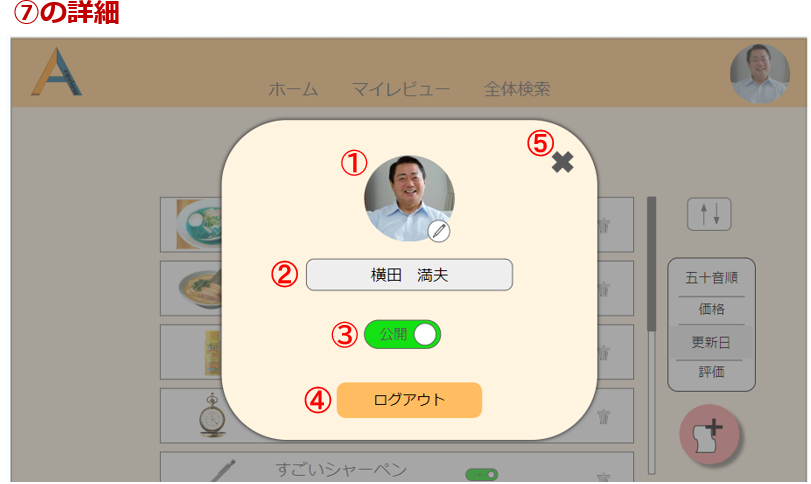 ⑦の詳細
ホーム　マイレビュー　全体検索
①
⑤
②　横田　満夫
③　公開
④　ログアウト
五十音順
価格
更新日
評価
すごいシャーペン